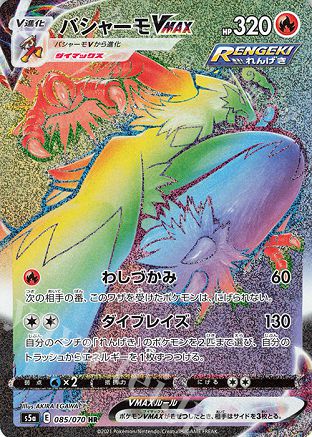 V進化
バシャーモVMAX
HP 320
バシャーモVから進化
ダイマックス
RENGEKI
れんげき
わしづかみ 60
次の相手の番、このワザを受けたポケモンは、にげられない。
ダイブレイズ 130
自分のベンチの「れんげき」のポケモンを2匹まで選び、自分の
トラッシュからエネルギーを1枚ずつつける。
弱点 ×2 抵抗力 にげる
Illus. AKIRA EGAWA
VMAXルール
s5a E 085/070 HR
ポケモンVMAXがきぜつしたとき、相手はサイドを3枚とる。
©2021 Pokémon/Nintendo/Creatures/GAME FREAK.